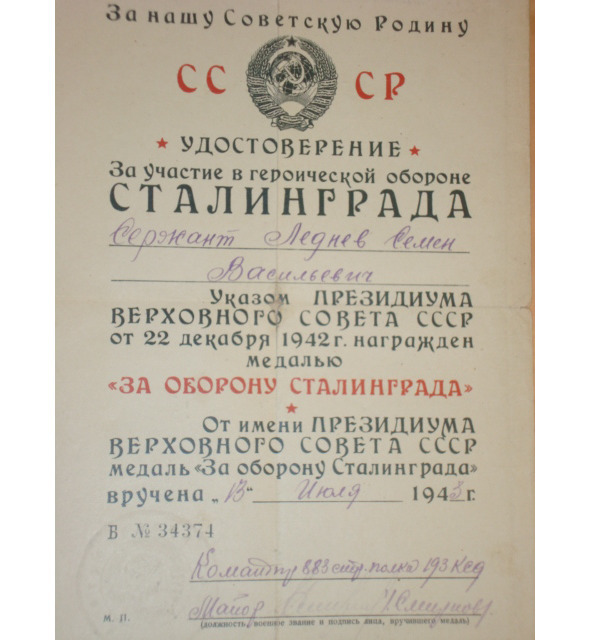 За нашу Советскую Родину
СС СР
УДОСТОВЕРЕНИЕ
За участие в героической обороне
СТАЛИНГРАДА
Сержант Леднев Семен
Васильевич
Указом ПРЕЗИДИУМА
ВЕРХОВНОГО СОВЕТА СССР
от 22 декабря 1942 г. награжден
медалью
«ЗА ОБОРОНУ СТАЛИНГРАДА»
От имени ПРЕЗИДИУМА
ВЕРХОВНОГО СОВЕТА СССР
медаль «За оборону Сталинграда»
вручена „13“ Июля 1943 г.
Б № 34374
Командир 883 стр. полка 193 Ксд
Майор
М. П. (должность, военное звание и подпись лица, вручившего медаль)